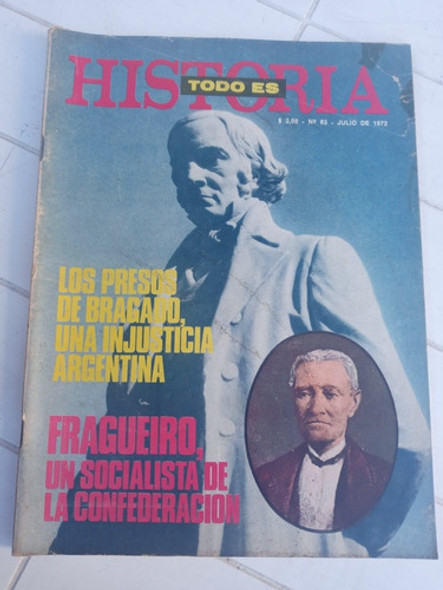 TODO ES
HISTORIA
$ 3,00 - Nº 63 - JULIO DE 1972
LOS PRESOS
DE BRAGADO,
UNA INJUSTICIA
ARGENTINA
FRAGUEIRO,
UN SOCIALISTA DE
LA CONFEDERACION